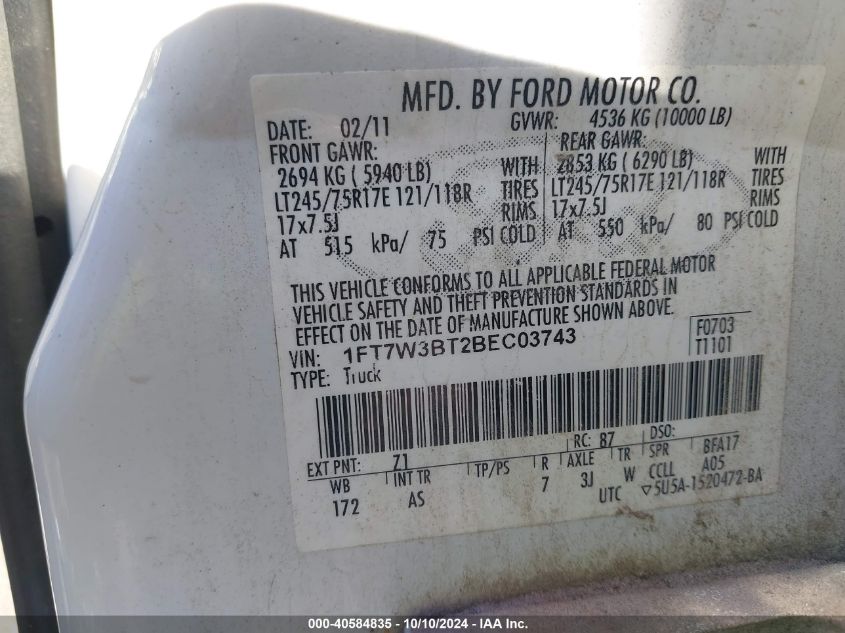 MFD. BY FORD MOTOR CO.
DATE: 02/11 GVWR: 4536 KG (10000 LB)
FRONT GAWR: REAR GAWR:
2694 KG ( 5940 LB) WITH 2853 KG ( 6290 LB) WITH
LT245/75R17E 121/118R TIRES LT245/75R17E 121/118R TIRES
17x7.5J RIMS 17x7.5J RIMS
AT 515 kPa/ 75 PSI COLD AT 550 kPa/ 80 PSI COLD
THIS VEHICLE CONFORMS TO ALL APPLICABLE FEDERAL MOTOR
VEHICLE SAFETY AND THEFT PREVENTION STANDARDS IN
EFFECT ON THE DATE OF MANUFACTURE SHOWN ABOVE.
VIN: 1FT7W3BT2BEC03743 F0703
TYPE: Truck T1101
EXT PNT: Z1 RC: 87 DSO:
WB INT TR TP/PS R AXLE TR SPR BFA17
172 AS 7 3J W CCLL A05
UTC ▽5U5A-1520472-BA
000-40584835 - 10/10/2024 - IAA Inc.